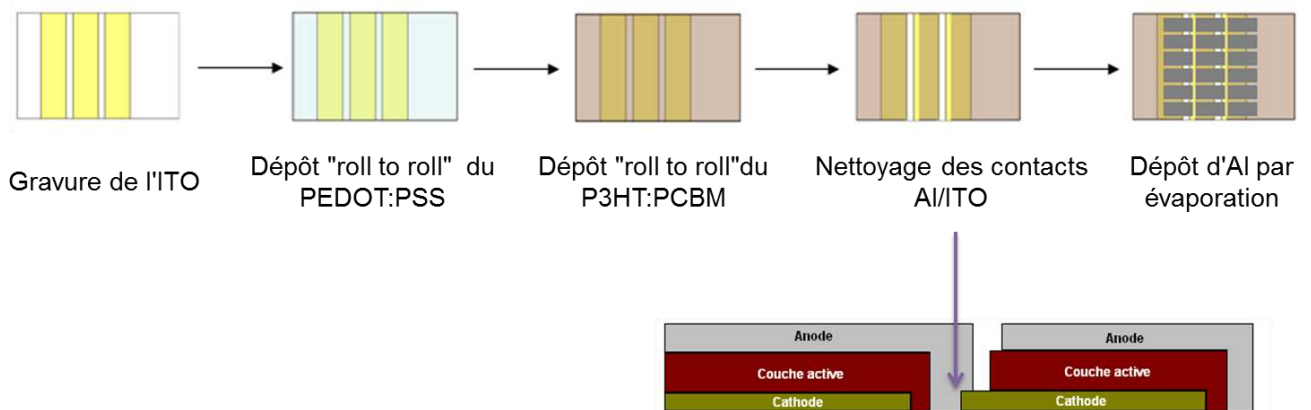 Gravure de l'ITO
Dépôt "roll to roll" du
PEDOT:PSS
Dépôt "roll to roll"du
P3HT:PCBM
Nettoyage des contacts
Al/ITO
Dépôt d'Al par
évaporation
Anode
Couche active
Cathode
Anode
Couche active
Cathode